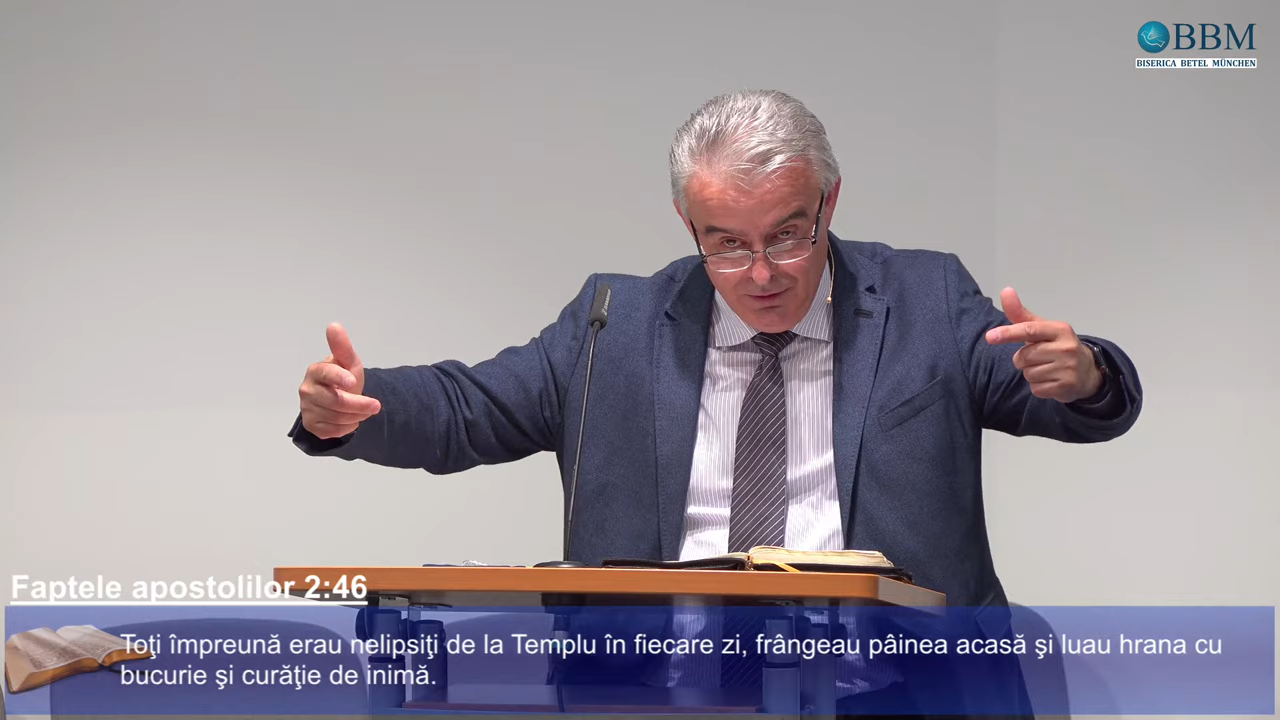 BBM
BISERICA BETEL MÜNCHEN
Faptele apostolilor 2:46
Toţi împreună erau nelipsiţi de la Templu în fiecare zi, frângeau pâinea acasă şi luau hrana cu
bucurie şi curăţie de inimă.